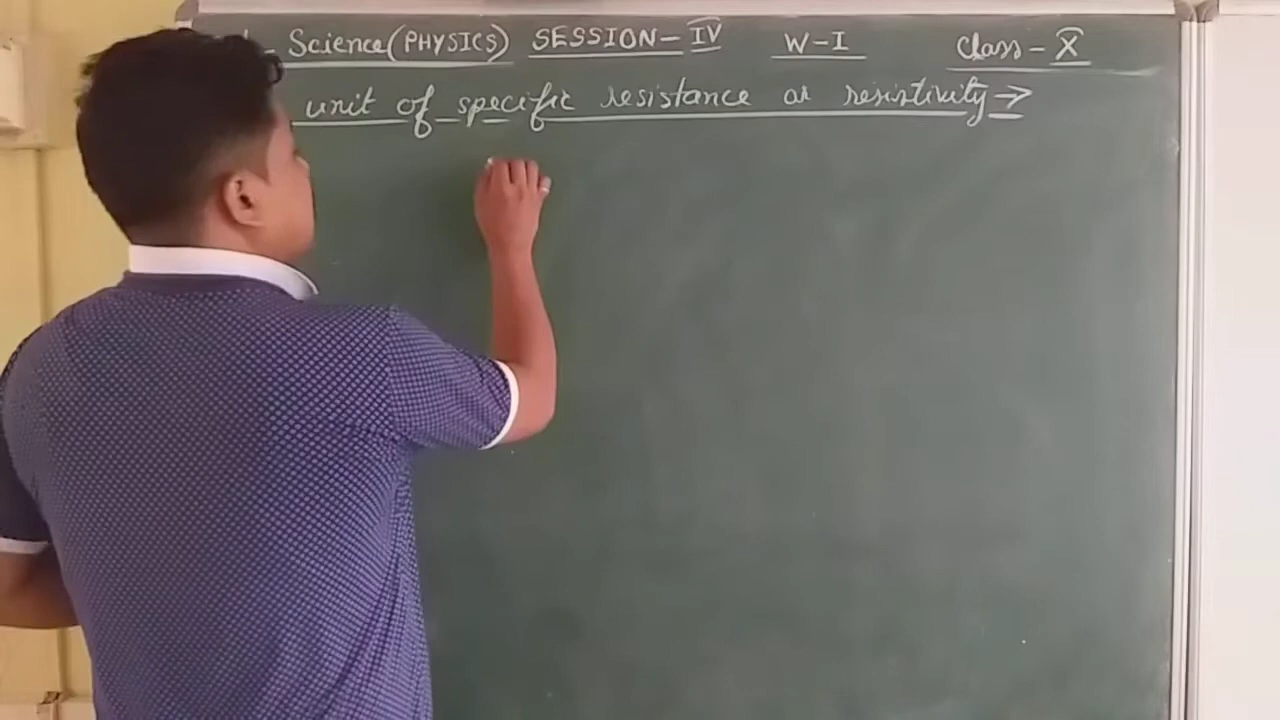 - Science (PHYSICS) SESSION - IV W-I Class - X
unit of specific resistance or resistivity →